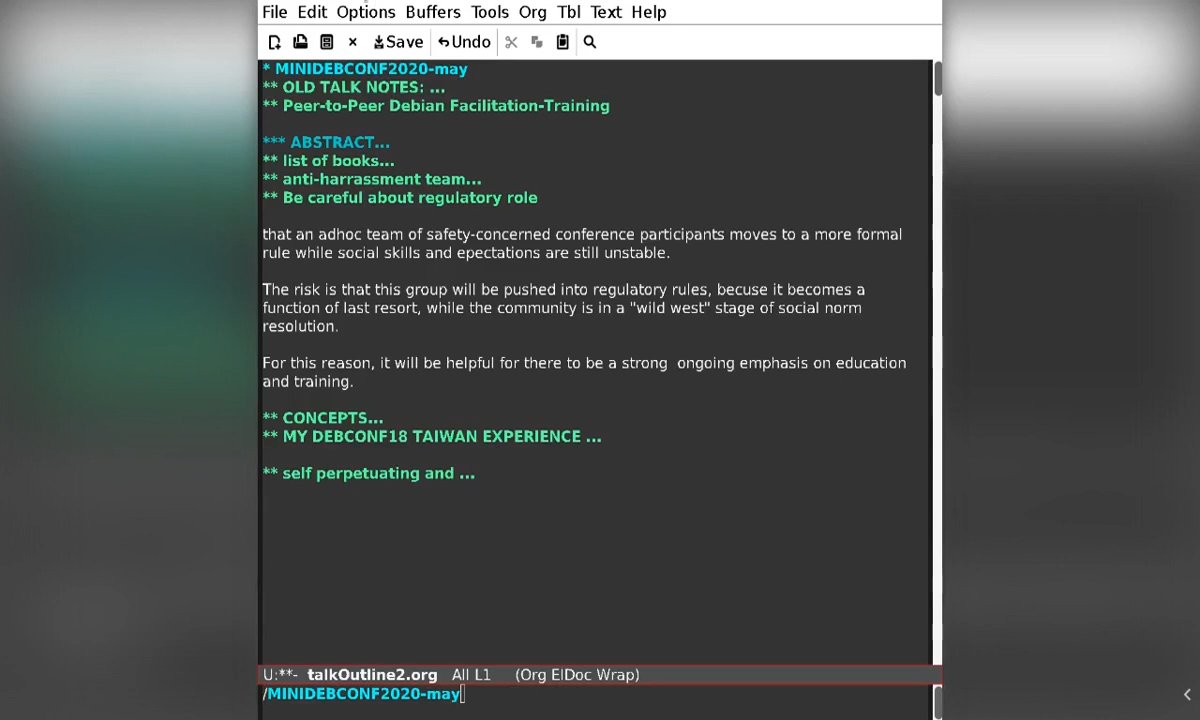 File Edit Options Buffers Tools Org Tbl Text Help
Save Undo
* MINIDEBCONF2020-may
** OLD TALK NOTES: ...
** Peer-to-Peer Debian Facilitation-Training
*** ABSTRACT...
** list of books...
** anti-harrassment team...
** Be careful about regulatory role
that an adhoc team of safety-concerned conference participants moves to a more formal
rule while social skills and epectations are still unstable.
The risk is that this group will be pushed into regulatory rules, becuse it becomes a
function of last resort, while the community is in a "wild west" stage of social norm
resolution.
For this reason, it will be helpful for there to be a strong  ongoing emphasis on education
and training.
** CONCEPTS...
** MY DEBCONF18 TAIWAN EXPERIENCE ...
** self perpetuating and ...
U:**-  talkOutline2.org   All L1   (Org ElDoc Wrap)
/MINIDEBCONF2020-may